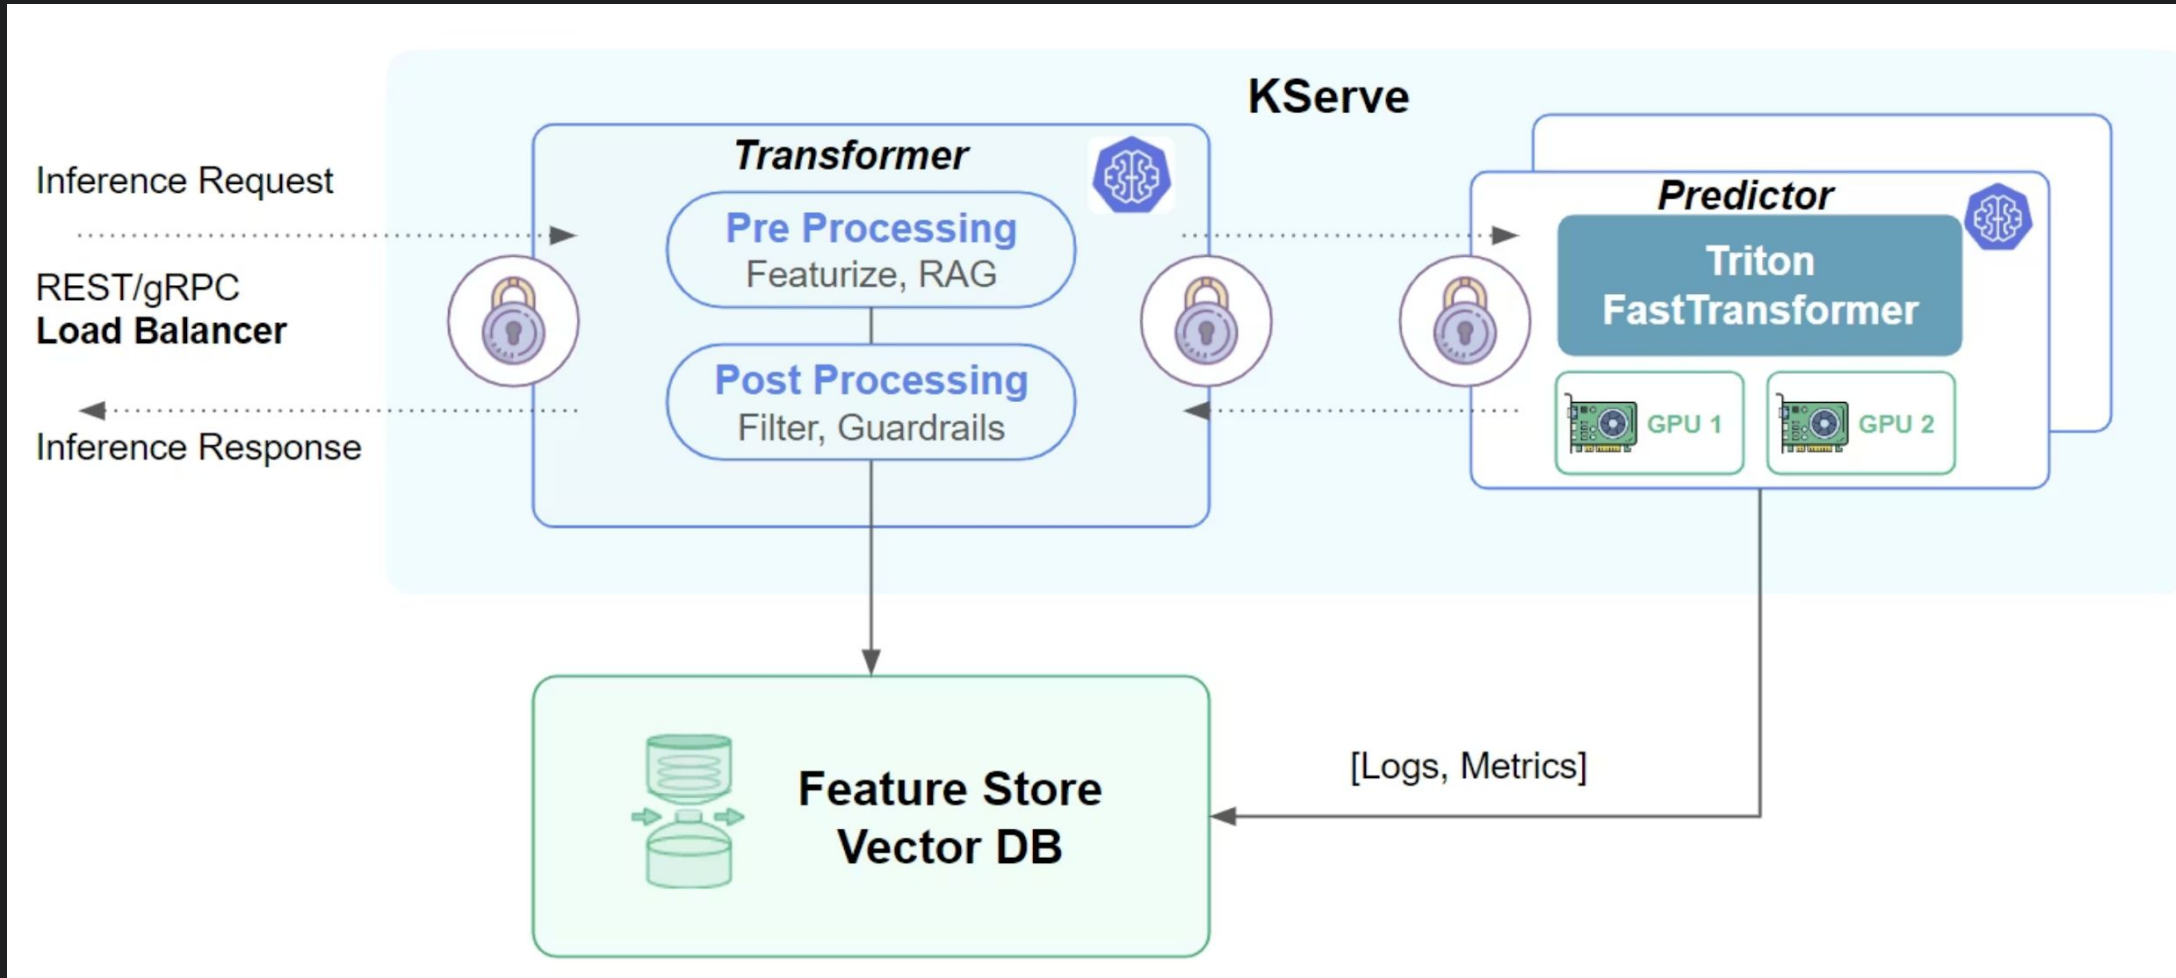 KServe
Inference Request
REST/gRPC
Load Balancer
Inference Response
Transformer
Pre Processing
Featurize, RAG
Post Processing
Filter, Guardrails
Predictor
Triton
FastTransformer
GPU 1
GPU 2
Feature Store
Vector DB
[Logs, Metrics]